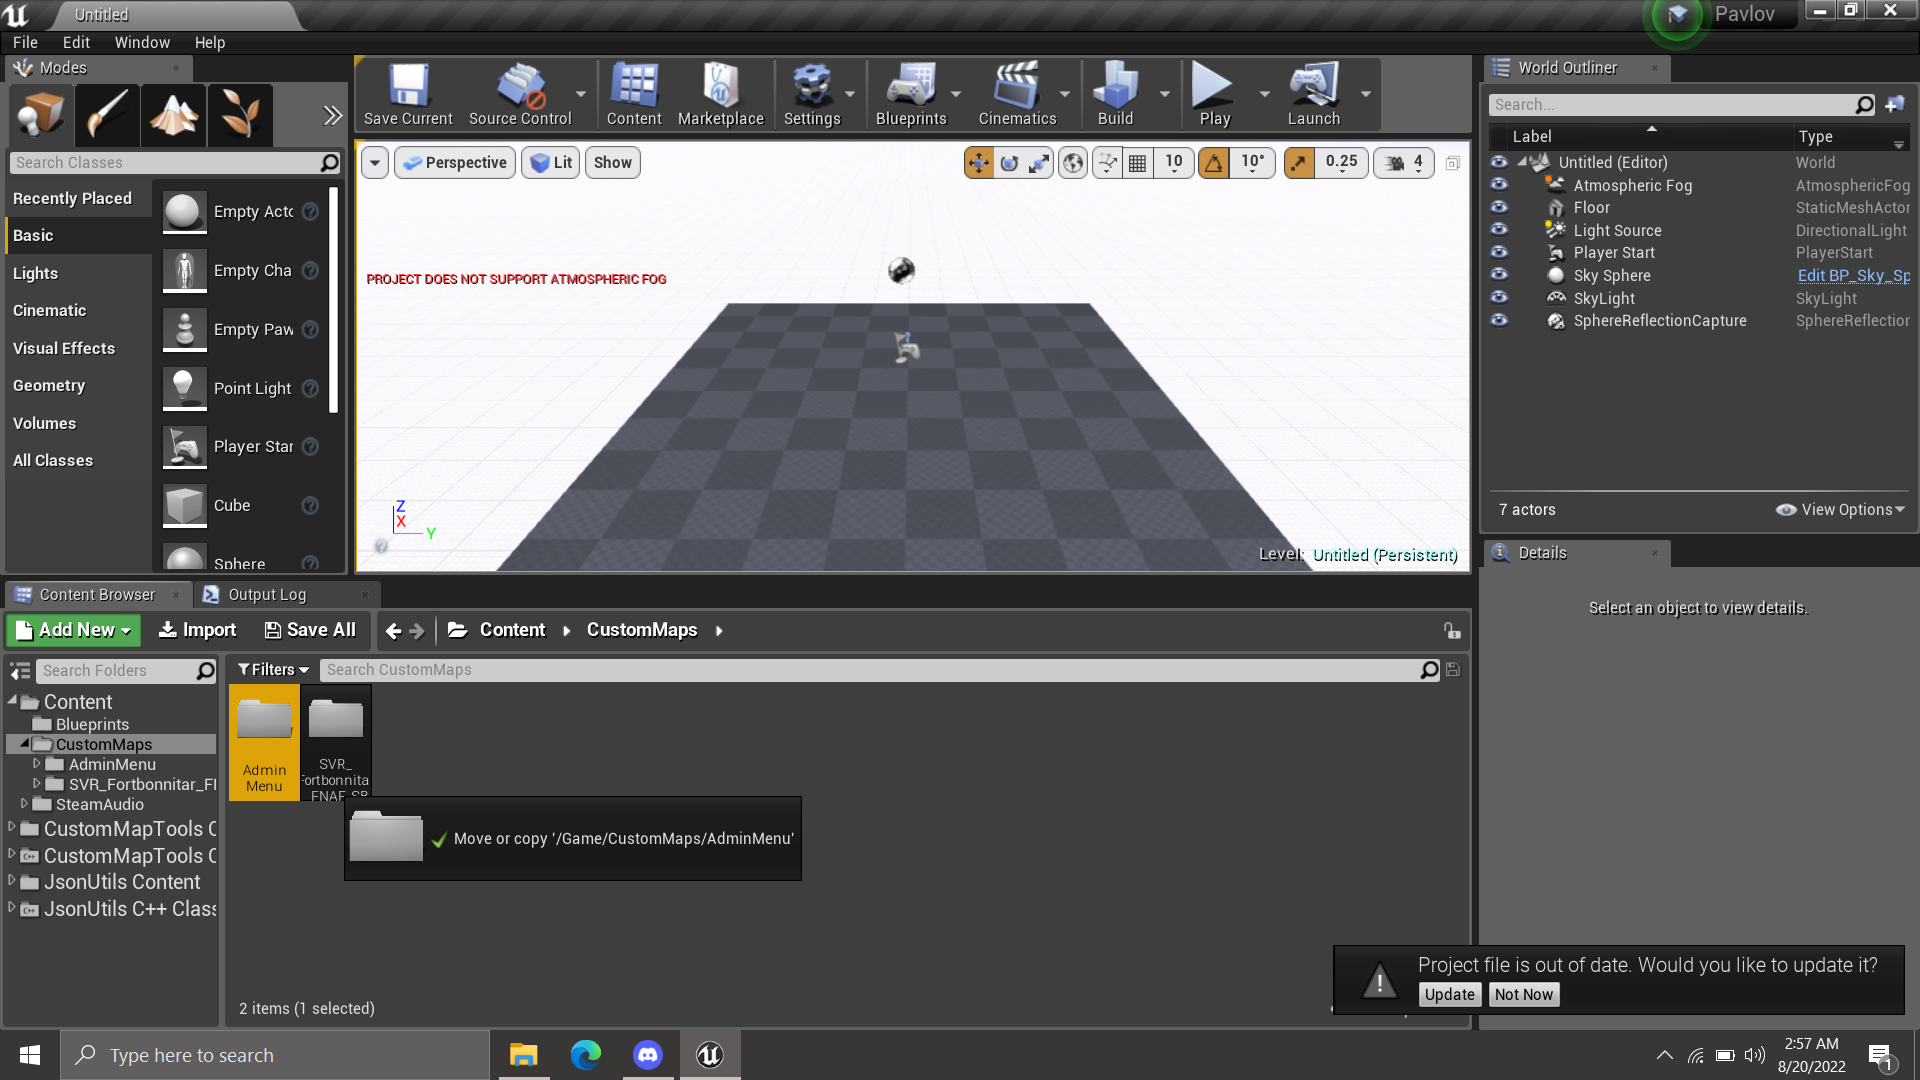 Untitled
Pavlov
File Edit Window Help
Modes
Search Classes
Recently Placed
Basic
Lights
Cinematic
Visual Effects
Geometry
Volumes
All Classes
Empty Actc
Empty Cha
Empty Paw
Point Light
Player Star
Cube
Sphere
Save Current Source Control Content Marketplace Settings Blueprints Cinematics Build Play Launch
Perspective Lit Show 10 10° 0.25 4
PROJECT DOES NOT SUPPORT ATMOSPHERIC FOG
Z
X
Y
Level: Untitled (Persistent)
World Outliner
Search...
Label Type
Untitled (Editor) World
Atmospheric Fog AtmosphericFog
Floor StaticMeshActor
Light Source DirectionalLight
Player Start PlayerStart
Sky Sphere Edit BP_Sky_Sp
SkyLight SkyLight
SphereReflectionCapture SphereReflection
7 actors View Options
Details
Select an object to view details.
Content Browser Output Log
Add New Import Save All Content CustomMaps
Search Folders
Filters Search CustomMaps
Content
Blueprints
CustomMaps
AdminMenu
SVR_Fortbonnitar_FI
SteamAudio
CustomMapTools C
CustomMapTools C
JsonUtils Content
JsonUtils C++ Class
Admin
Menu
SVR_
Fortbonnita
FNAF_SB
Move or copy '/Game/CustomMaps/AdminMenu'
2 items (1 selected)
Project file is out of date. Would you like to update it?
Update Not Now
Type here to search
2:57 AM
8/20/2022
1